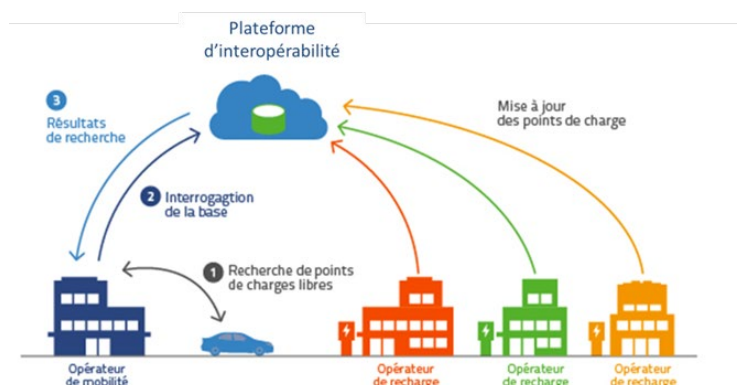 Plateforme
d'interopérabilité
3
Résultats
de recherche
Mise à jour
des points de charge
2 Interrogagtion
de la base
1 Recherche de points
de charges libres
Opérateur
de mobilité
Opérateur
de recharge
Opérateur
de recharge
Opérateur
de recharge